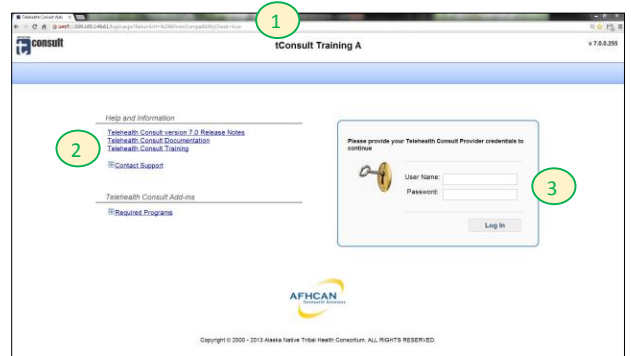 1
tconsult
tConsult Training A
v 7.0.0.255
Help and Information
Telehealth Consult version 7.0 Release Notes
Telehealth Consult Documentation
Telehealth Consult Training
2
Contact Support
Telehealth Consult Add-ins
Required Programs
Please provide your Telehealth Consult Provider credentials to
continue
User Name:
Password:
3
Log In
AFHCAN
Copyright © 2000 - 2013 Alaska Native Tribal Health Consortium. ALL RIGHTS RESERVED.